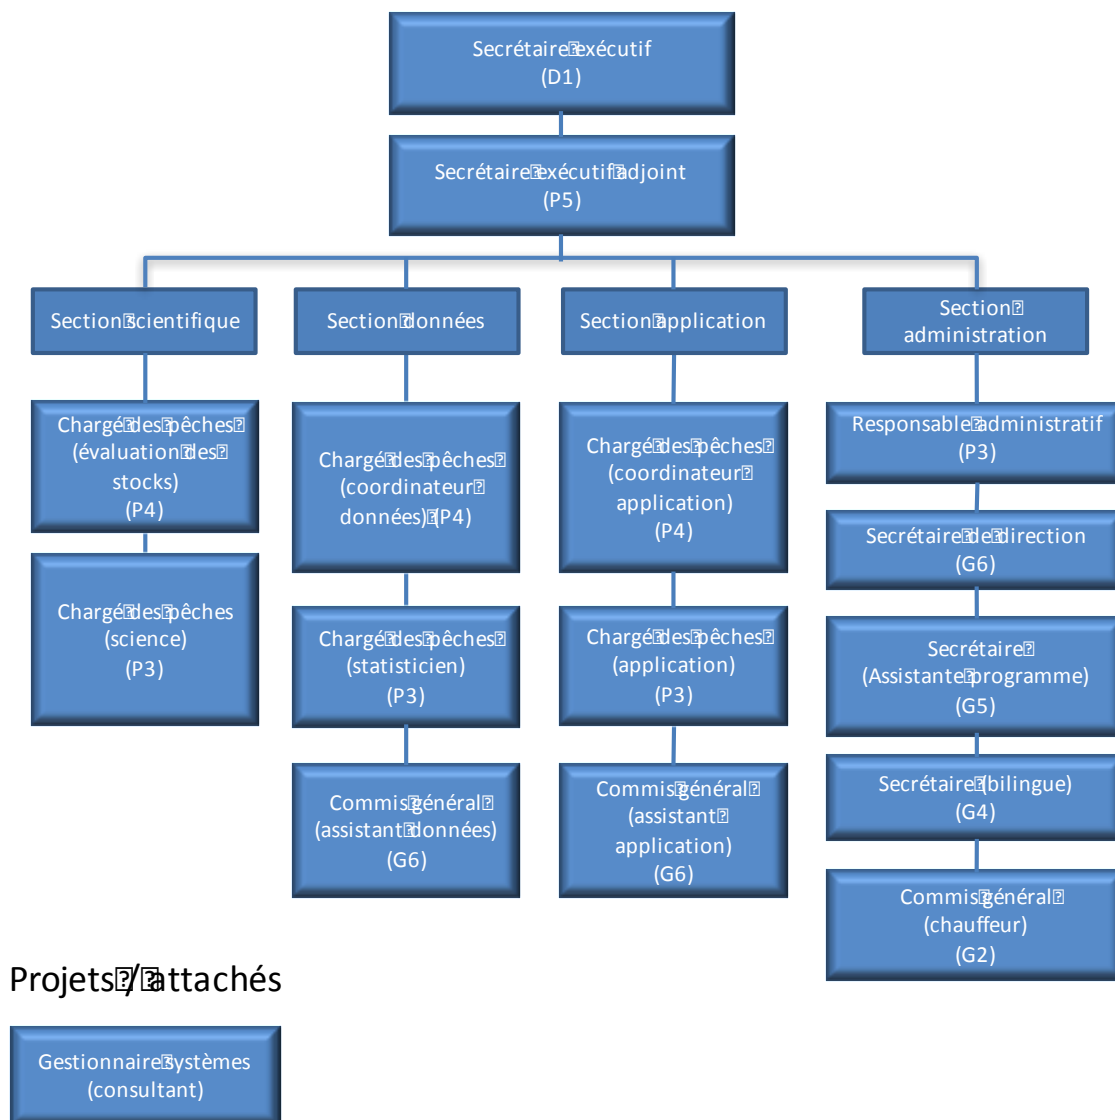 Secrétaire exécutif
(D1)
Secrétaire exécutif adjoint
(P5)
Section scientifique
Section données
Section application
Section
administration
Chargé des pêches
(évaluation des
stocks)
(P4)
Chargé des pêches
(science)
(P3)
Chargé des pêches
(coordinateur
données) (P4)
Chargé des pêches
(statisticien)
(P3)
Commis général
(assistant données)
(G6)
Chargé des pêches
(coordinateur
application)
(P4)
Chargé des pêches
(application)
(P3)
Commis général
(assistant
application)
(G6)
Responsable administratif
(P3)
Secrétaire de direction
(G6)
Secrétaire
(Assistante programme)
(G5)
Secrétaire (bilingue)
(G4)
Commis général
(chauffeur)
(G2)
Projets / attachés
Gestionnaire systèmes
(consultant)